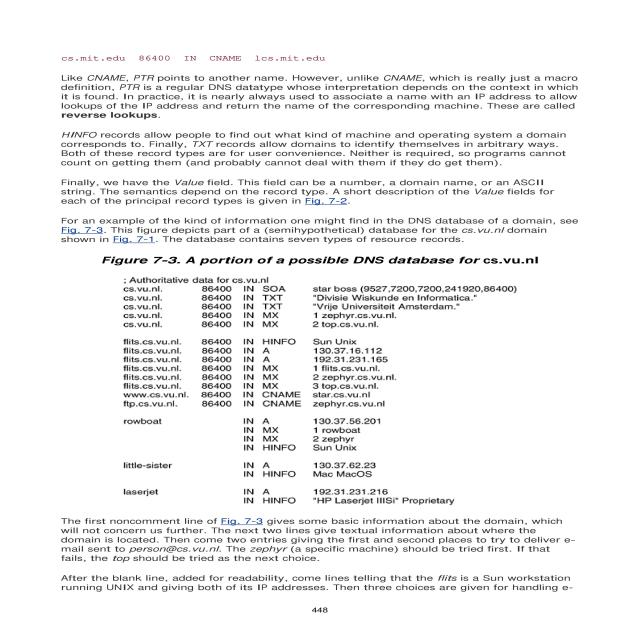 cs.mit.edu 86400 IN CNAME lcs.mit.edu
Like CNAME, PTR points to another name. However, unlike CNAME, which is really just a macro
definition, PTR is a regular DNS datatype whose interpretation depends on the context in which
it is found. In practice, it is nearly always used to associate a name with an IP address to allow
lookups of the IP address and return the name of the corresponding machine. These are called
reverse lookups.
HINFO records allow people to find out what kind of machine and operating system a domain
corresponds to. Finally, TXT records allow domains to identify themselves in arbitrary ways.
Both of these record types are for user convenience. Neither is required, so programs cannot
count on getting them (and probably cannot deal with them if they do get them).
Finally, we have the Value field. This field can be a number, a domain name, or an ASCII
string. The semantics depend on the record type. A short description of the Value fields for
each of the principal record types is given in Fig. 7-2.
For an example of the kind of information one might find in the DNS database of a domain, see
Fig. 7-3. This figure depicts part of a (semihypothetical) database for the cs.vu.nl domain
shown in Fig. 7-1. The database contains seven types of resource records.
Figure 7-3. A portion of a possible DNS database for cs.vu.nl
; Authoritative data for cs.vu.nl
cs.vu.nl. 86400 IN SOA star boss (9527,7200,7200,241920,86400)
cs.vu.nl. 86400 IN TXT "Divisie Wiskunde en Informatica."
cs.vu.nl. 86400 IN TXT "Vrije Universiteit Amsterdam."
cs.vu.nl. 86400 IN MX 1 zephyr.cs.vu.nl.
cs.vu.nl. 86400 IN MX 2 top.cs.vu.nl.
flits.cs.vu.nl. 86400 IN HINFO Sun Unix
flits.cs.vu.nl. 86400 IN A 130.37.16.112
flits.cs.vu.nl. 86400 IN A 192.31.231.165
flits.cs.vu.nl. 86400 IN MX 1 flits.cs.vu.nl.
flits.cs.vu.nl. 86400 IN MX 2 zephyr.cs.vu.nl.
flits.cs.vu.nl. 86400 IN MX 3 top.cs.vu.nl.
www.cs.vu.nl. 86400 IN CNAME star.cs.vu.nl
ftp.cs.vu.nl. 86400 IN CNAME zephyr.cs.vu.nl
rowboat IN A 130.37.56.201
IN MX 1 rowboat
IN MX 2 zephyr
IN HINFO Sun Unix
little-sister IN A 130.37.62.23
IN HINFO Mac MacOS
laserjet IN A 192.31.231.216
IN HINFO "HP Laserjet IIISi" Proprietary
The first noncomment line of Fig. 7-3 gives some basic information about the domain, which
will not concern us further. The next two lines give textual information about where the
domain is located. Then come two entries giving the first and second places to try to deliver e-
mail sent to person@cs.vu.nl. The zephyr (a specific machine) should be tried first. If that
fails, the top should be tried as the next choice.
After the blank line, added for readability, come lines telling that the flits is a Sun workstation
running UNIX and giving both of its IP addresses. Then three choices are given for handling e-
448